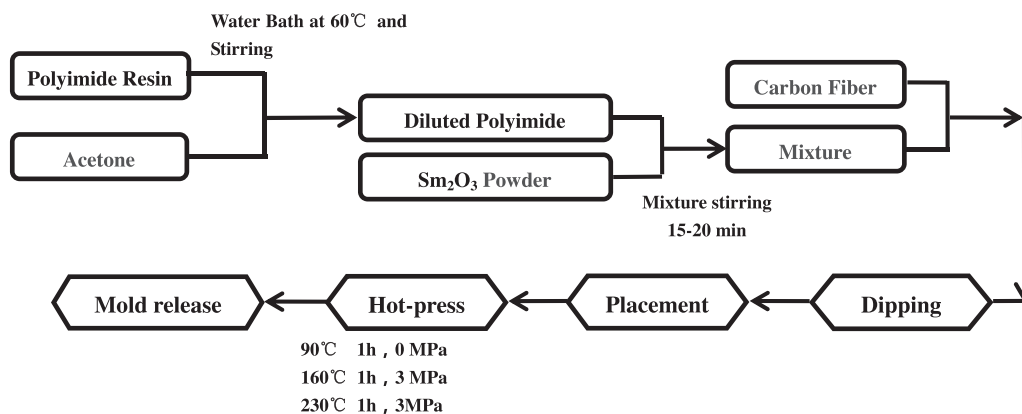 Water Bath at 60℃ and
Stirring
Polyimide Resin
Acetone
Diluted Polyimide
Sm₂O₃ Powder
Mixture stirring
15-20 min
Carbon Fiber
Mixture
Mold release
Hot-press
Placement
Dipping
90℃ 1h , 0 MPa
160℃ 1h , 3 MPa
230℃ 1h , 3MPa